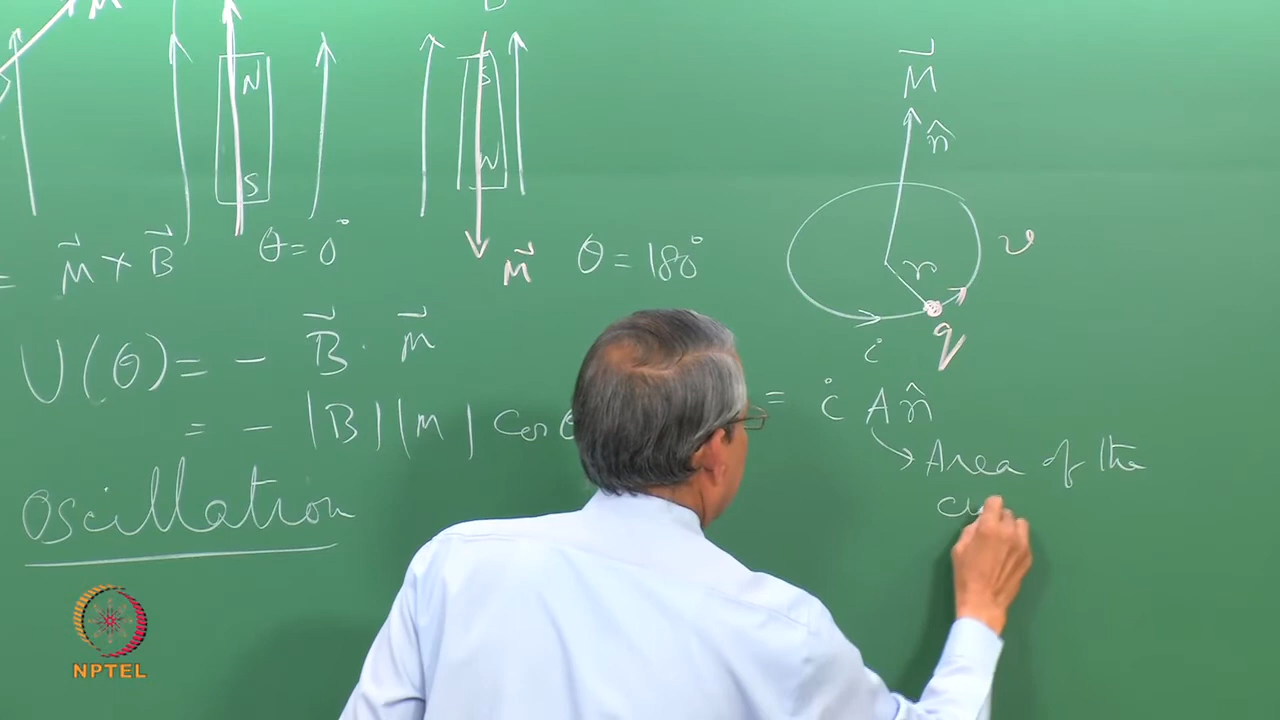 M⃗
N
S
S
N
M⃗
n̂
r
v
i
q
= m⃗ × B⃗
θ = 0°
M⃗
θ = 180°
U(θ) = - B⃗ · m⃗
= - |B| |m| cos θ
Oscillation
= i A n̂
→ Area of the
NPTEL